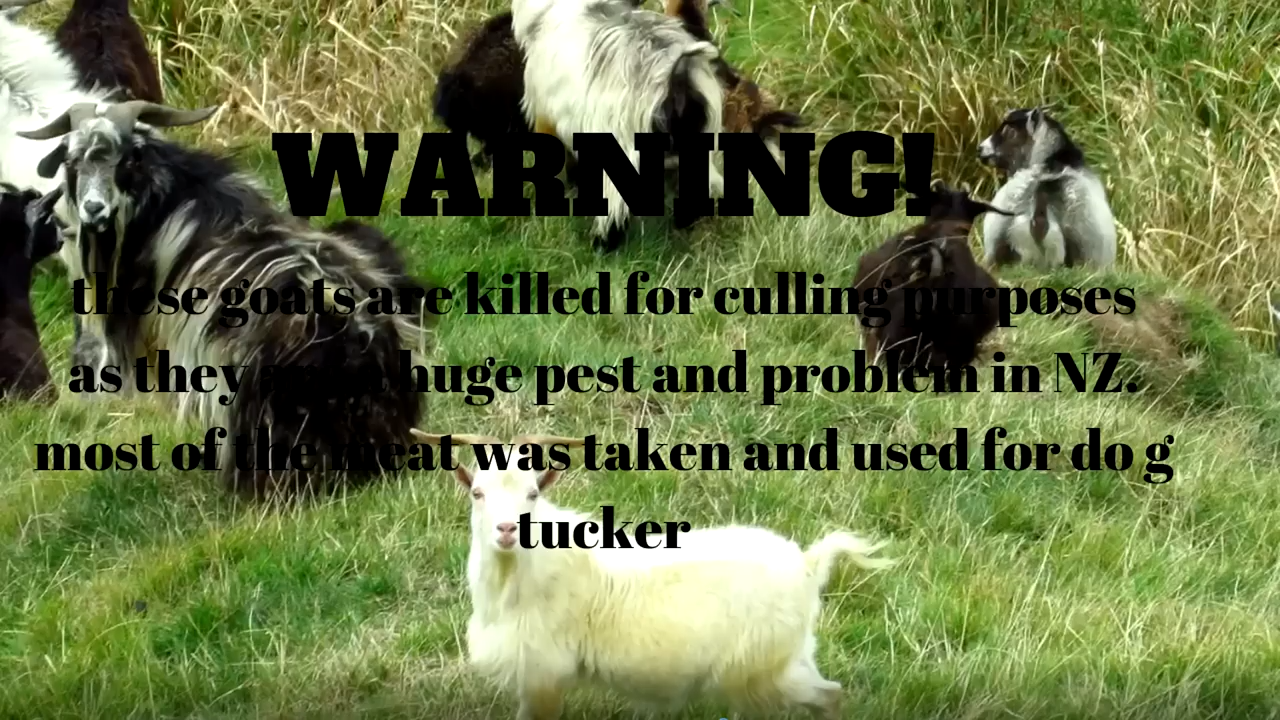 WARNING!
these goats are killed for culling purposes
as they are a huge pest and problem in NZ.
most of the meat was taken and used for do g
tucker